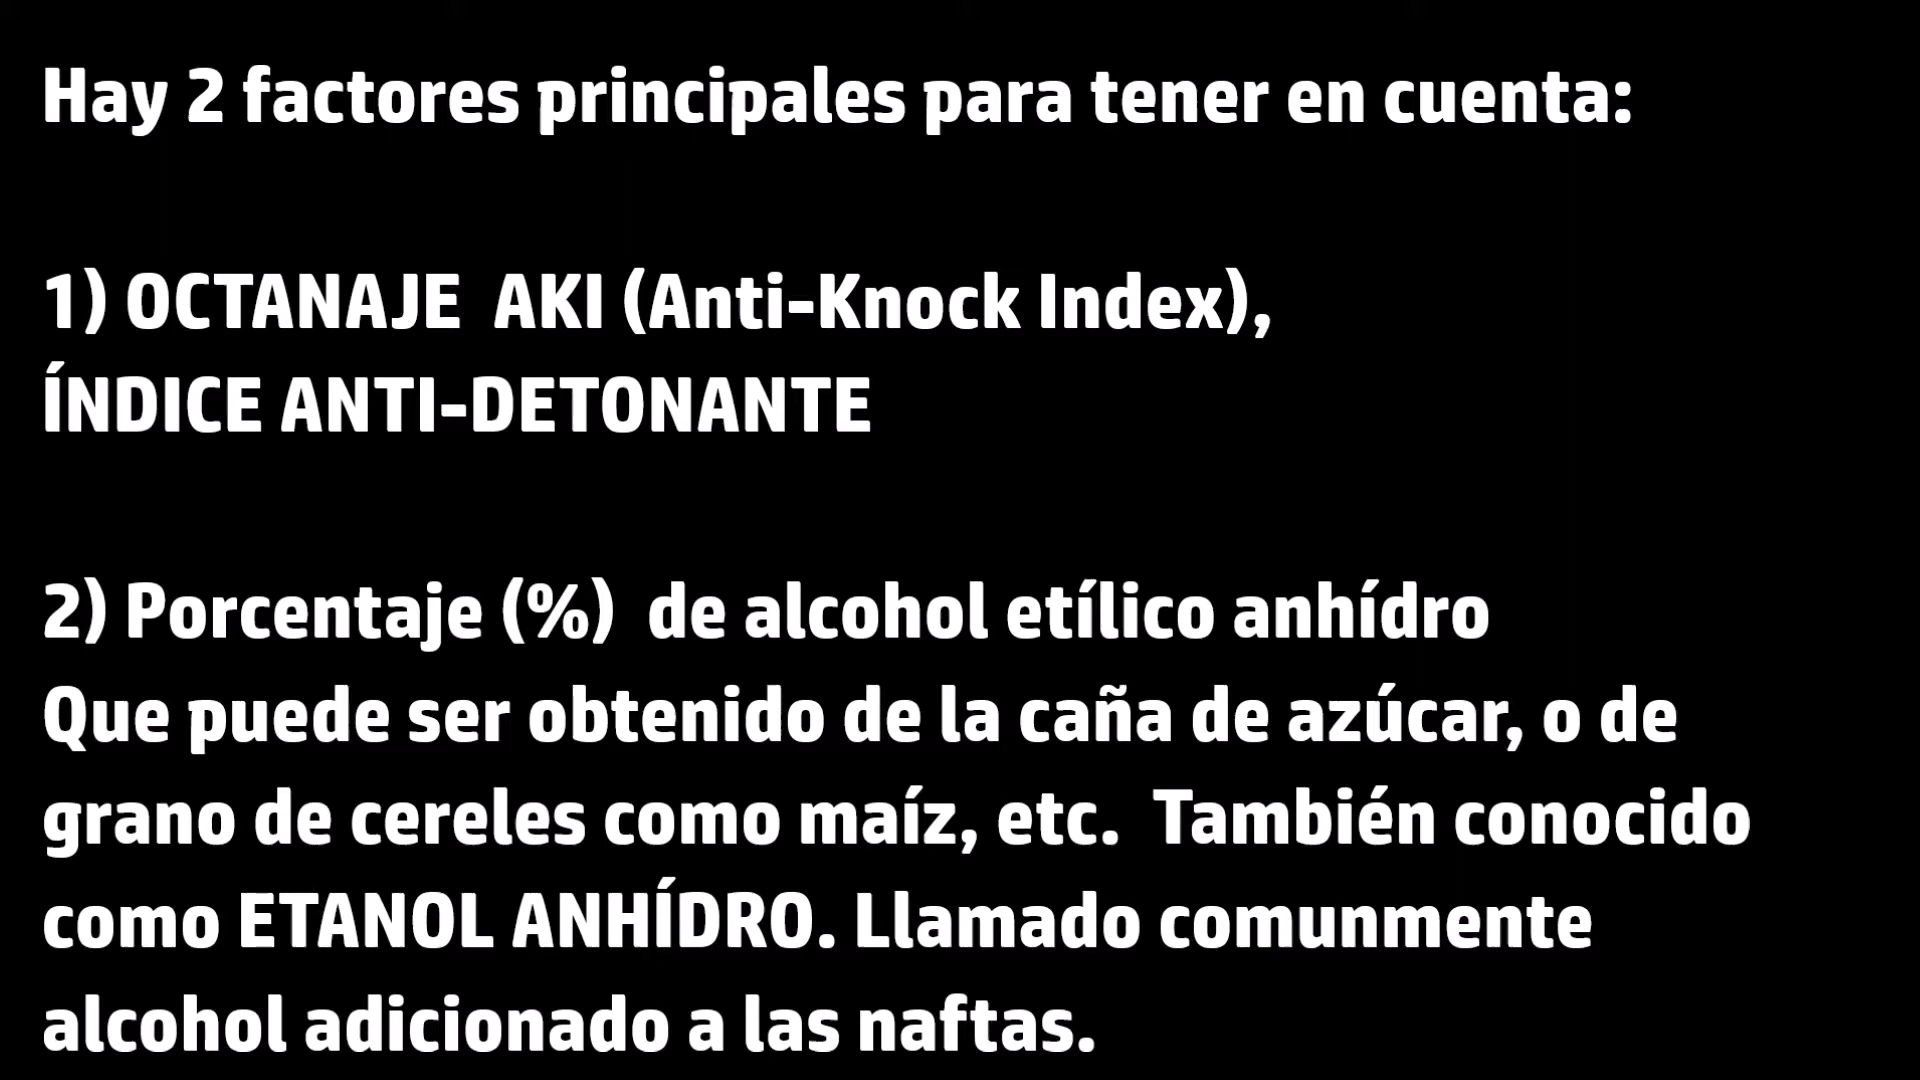 Hay 2 factores principales para tener en cuenta:
1) OCTANAJE  AKI (Anti-Knock Index),
ÍNDICE ANTI-DETONANTE
2) Porcentaje (%)  de alcohol etílico anhídro
Que puede ser obtenido de la caña de azúcar, o de
grano de cereles como maíz, etc.  También conocido
como ETANOL ANHÍDRO. Llamado comunmente
alcohol adicionado a las naftas.